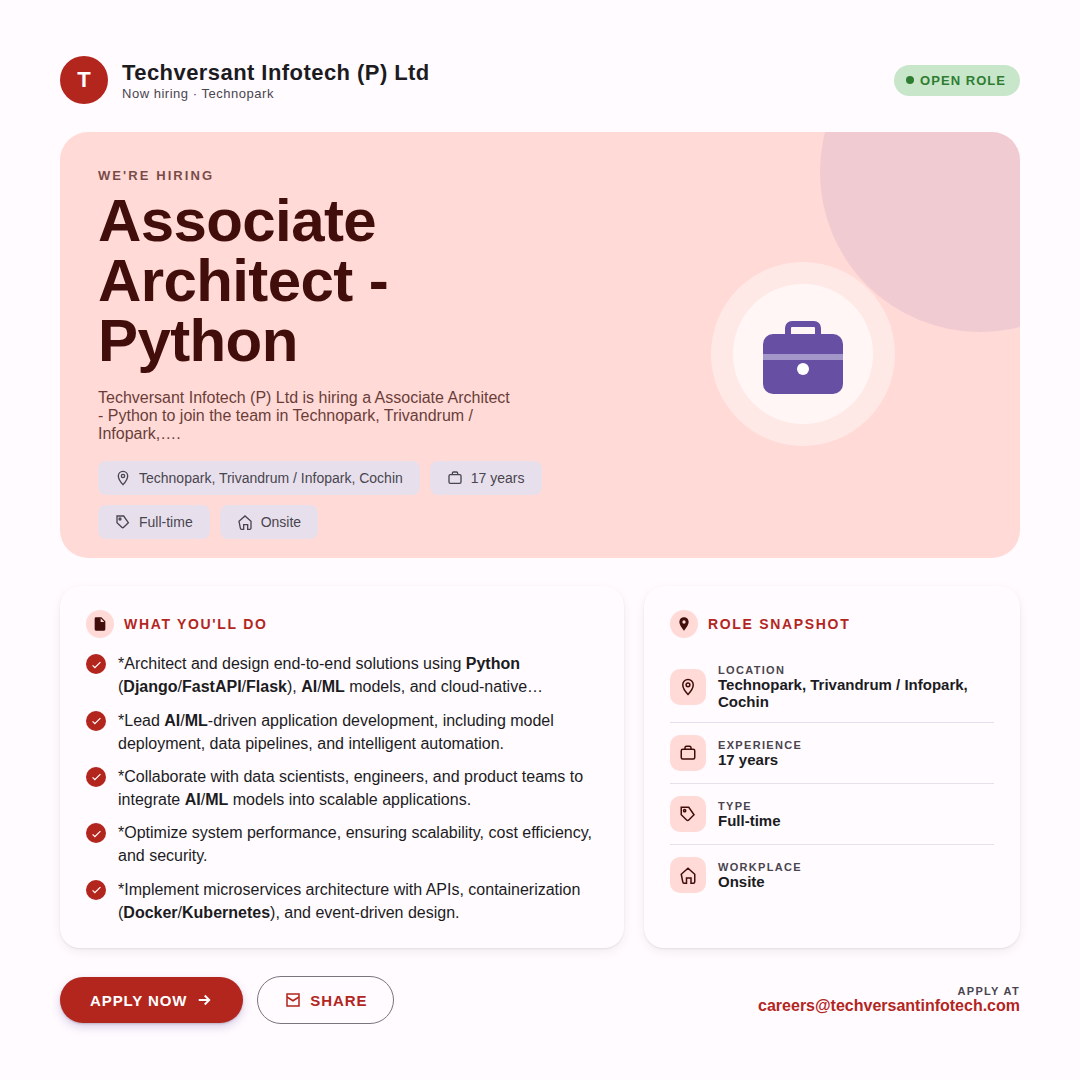 T
Techversant Infotech (P) Ltd
Now hiring · Technopark
OPEN ROLE
WE'RE HIRING
Associate
Architect -
Python
Techversant Infotech (P) Ltd is hiring a Associate Architect
- Python to join the team in Technopark, Trivandrum /
Infopark,….
Technopark, Trivandrum / Infopark, Cochin
17 years
Full-time
Onsite
WHAT YOU'LL DO
*Architect and design end-to-end solutions using Python
(Django/FastAPI/Flask), AI/ML models, and cloud-native…
*Lead AI/ML-driven application development, including model
deployment, data pipelines, and intelligent automation.
*Collaborate with data scientists, engineers, and product teams to
integrate AI/ML models into scalable applications.
*Optimize system performance, ensuring scalability, cost efficiency,
and security.
*Implement microservices architecture with APIs, containerization
(Docker/Kubernetes), and event-driven design.
ROLE SNAPSHOT
LOCATION
Technopark, Trivandrum / Infopark,
Cochin
EXPERIENCE
17 years
TYPE
Full-time
WORKPLACE
Onsite
APPLY NOW
SHARE
APPLY AT
careers@techversantinfotech.com